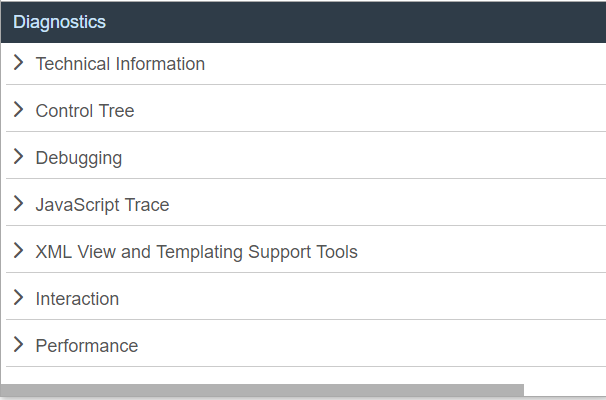 Diagnostics
Technical Information
Control Tree
Debugging
JavaScript Trace
XML View and Templating Support Tools
Interaction
Performance